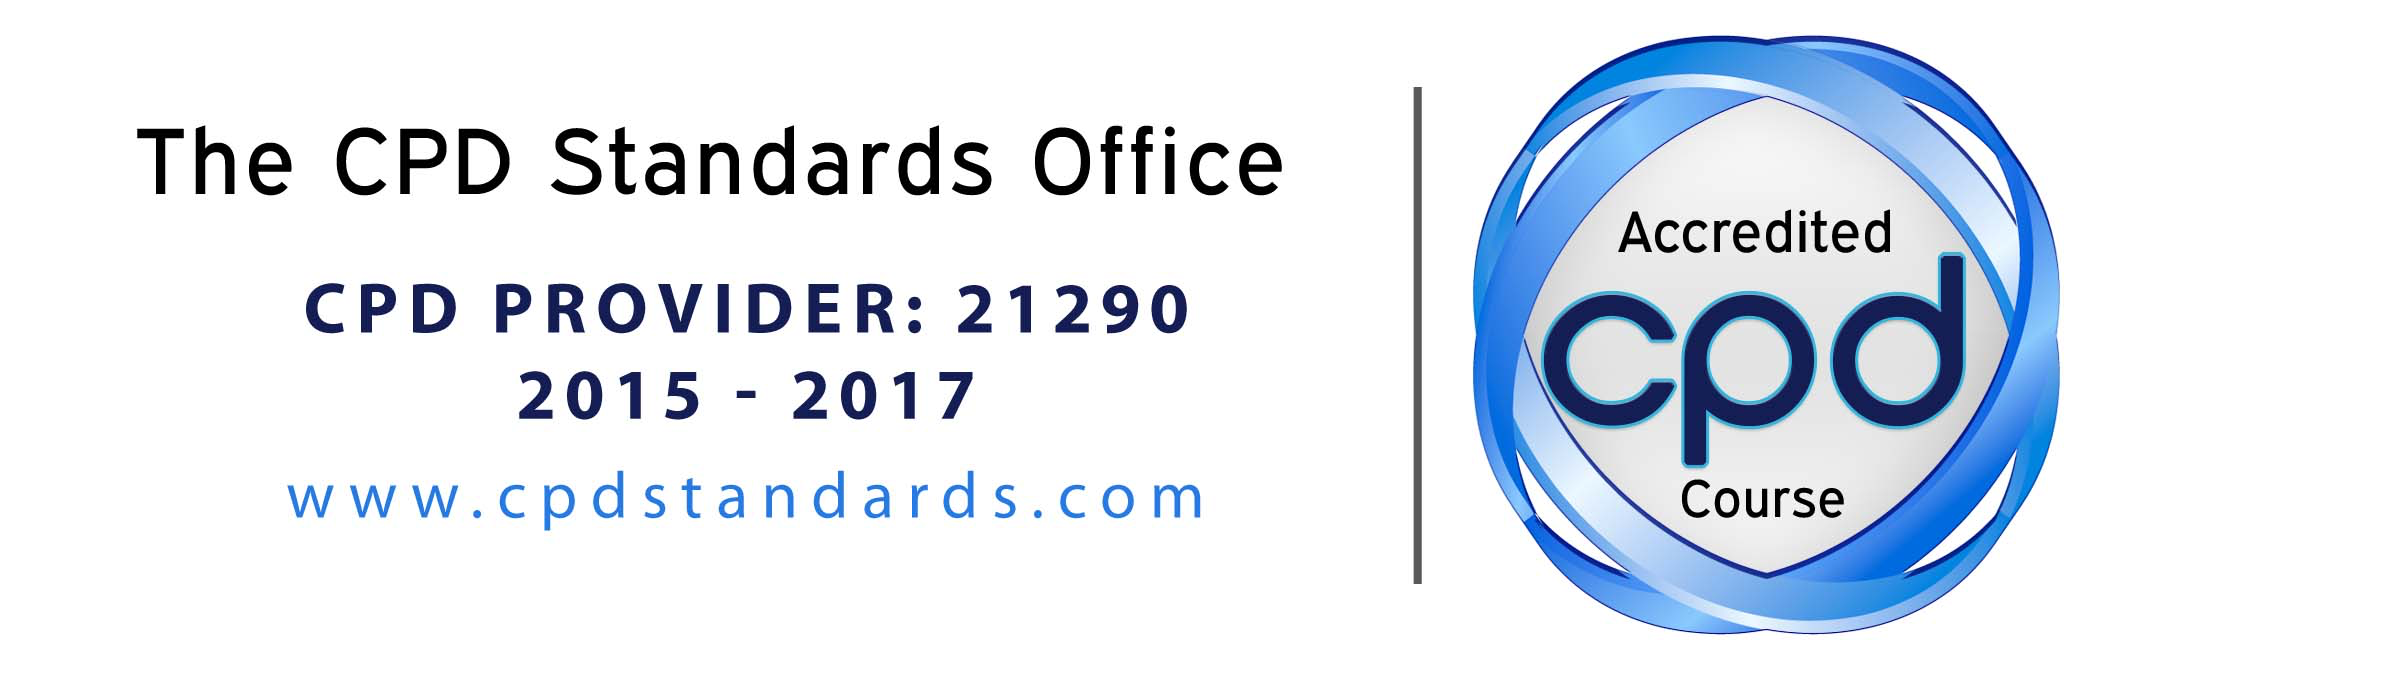 The CPD Standards Office
CPD PROVIDER: 21290
2015 - 2017
www.cpdstandards.com
Accredited
cpd
Course